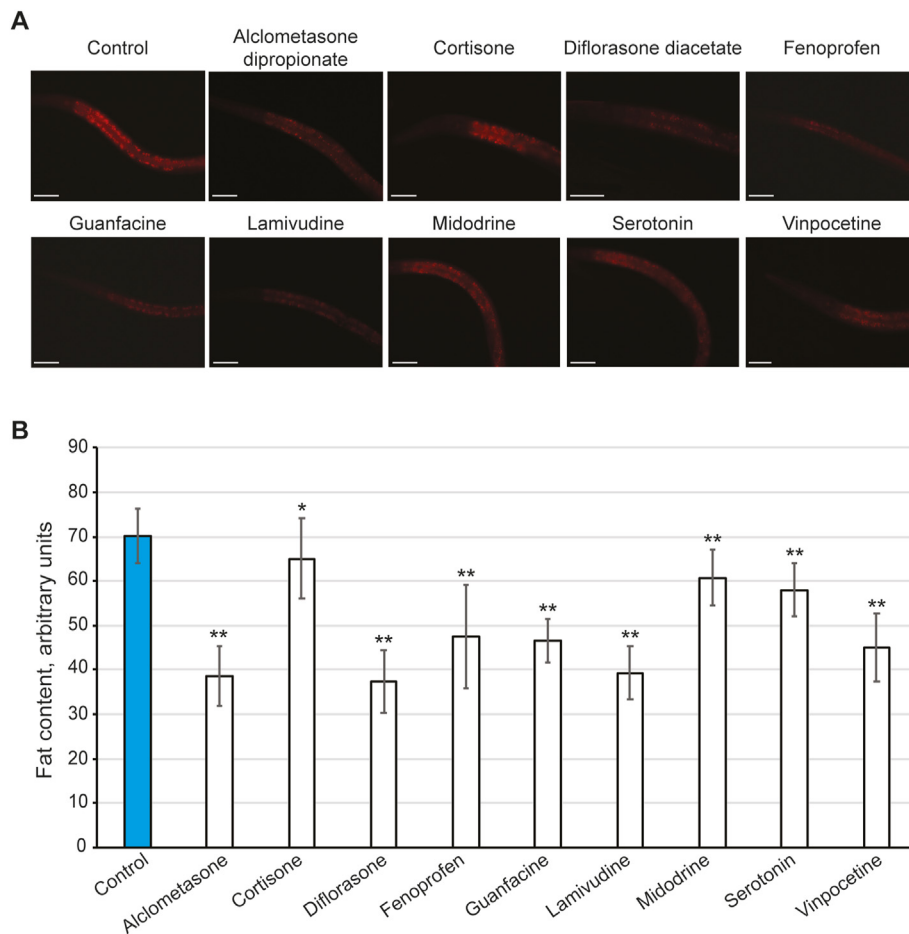 A
Control
Alclometasone
dipropionate
Cortisone
Diflorasone diacetate
Fenoprofen
Guanfacine
Lamivudine
Midodrine
Serotonin
Vinpocetine
B
Fat content, arbitrary units
90
80
70
60
50
40
30
20
10
0
**
*
**
**
**
**
**
**
**
Control
Alclometasone
Cortisone
Diflorasone
Fenoprofen
Guanfacine
Lamivudine
Midodrine
Serotonin
Vinpocetine